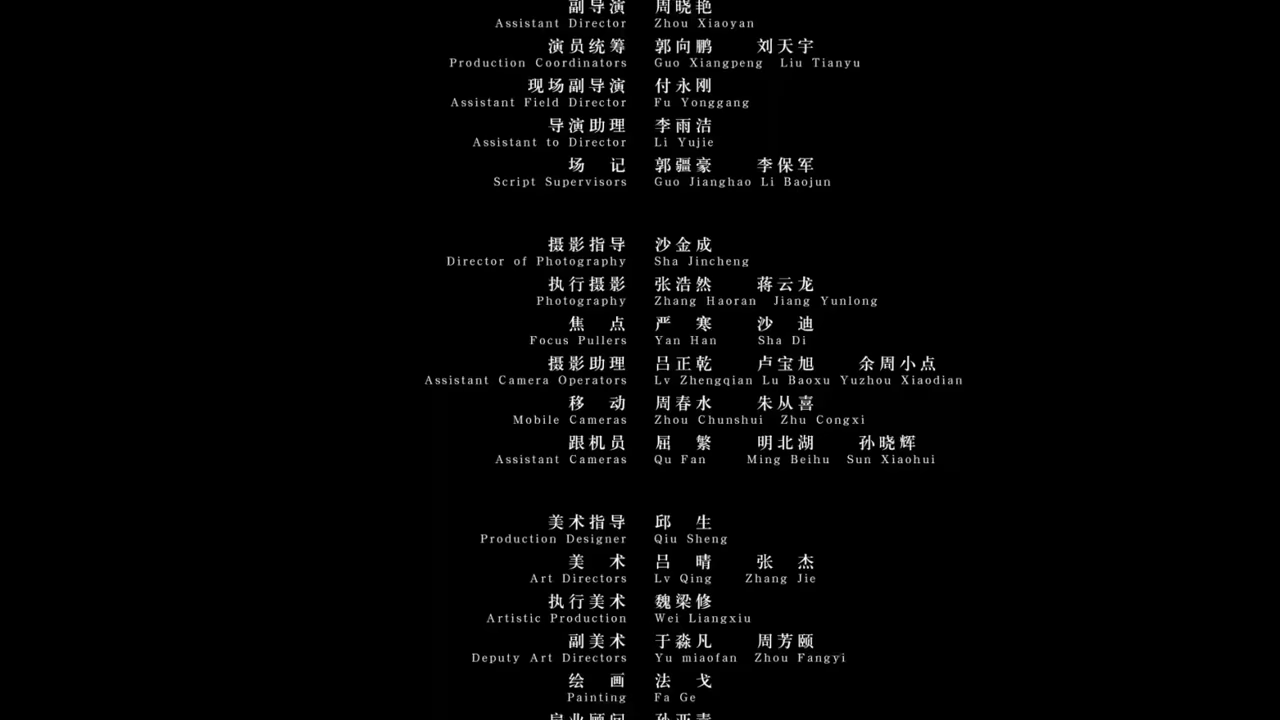 副导演 周晓艳
Assistant Director Zhou Xiaoyan
演员统筹 郭向鹏 刘天宇
Production Coordinators Guo Xiangpeng Liu Tianyu
现场副导演 付永刚
Assistant Field Director Fu Yonggang
导演助理 李雨洁
Assistant to Director Li Yujie
场 记 郭疆豪 李保军
Script Supervisors Guo Jianghao Li Baojun
摄影指导 沙金成
Director of Photography Sha Jincheng
执行摄影 张浩然 蒋云龙
Photography Zhang Haoran Jiang Yunlong
焦 点 严 寒 沙 迪
Focus Pullers Yan Han Sha Di
摄影助理 吕正乾 卢宝旭 余周小点
Assistant Camera Operators Lv Zhengqian Lu Baoxu Yuzhou Xiaodian
移 动 周春水 朱从喜
Mobile Cameras Zhou Chunshui Zhu Congxi
跟机员 屈 繁 明北湖 孙晓辉
Assistant Cameras Qu Fan Ming Beihu Sun Xiaohui
美术指导 邱 生
Production Designer Qiu Sheng
美 术 吕 晴 张 杰
Art Directors Lv Qing Zhang Jie
执行美术 魏梁修
Artistic Production Wei Liangxiu
副美术 于淼凡 周芳颐
Deputy Art Directors Yu miaofan Zhou Fangyi
绘 画 法 戈
Painting Fa Ge